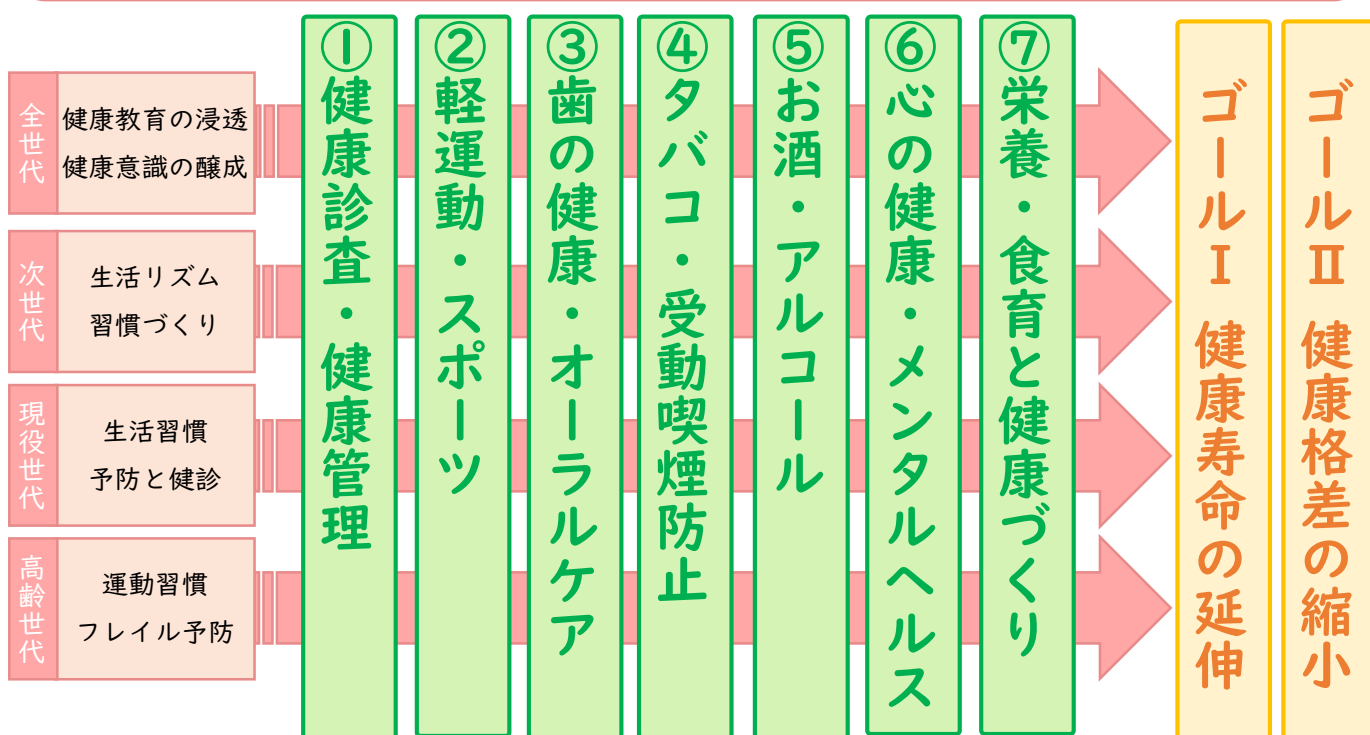 全世代
健康教育の浸透
健康意識の醸成
次世代
生活リズム
習慣づくり
現役世代
生活習慣
予防と健診
高齢世代
運動習慣
フレイル予防
①健康診査・健康管理
②軽運動・スポーツ
③歯の健康・オーラルケア
④タバコ・受動喫煙防止
⑤お酒・アルコール
⑥心の健康・メンタルヘルス
⑦栄養・食育と健康づくり
ゴールⅠ 健康寿命の延伸
ゴールⅡ 健康格差の縮小